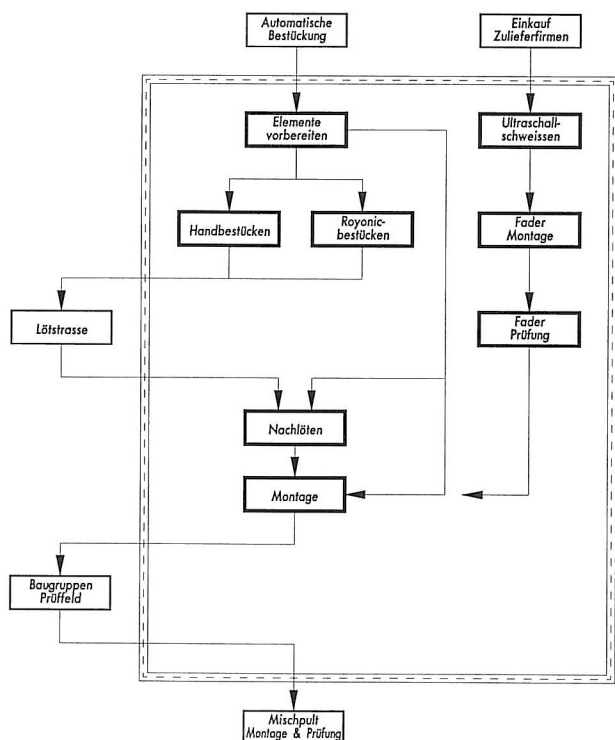 Automatische
Bestückung
Einkauf
Zulieferfirmen
Elemente
vorbereiten
Ultraschall-
schweissen
Handbestücken
Royonic-
bestücken
Fader
Montage
Lötstrasse
Fader
Prüfung
Nachlöten
Montage
Baugruppen
Prüffeld
Mischpult
Montage & Prüfung